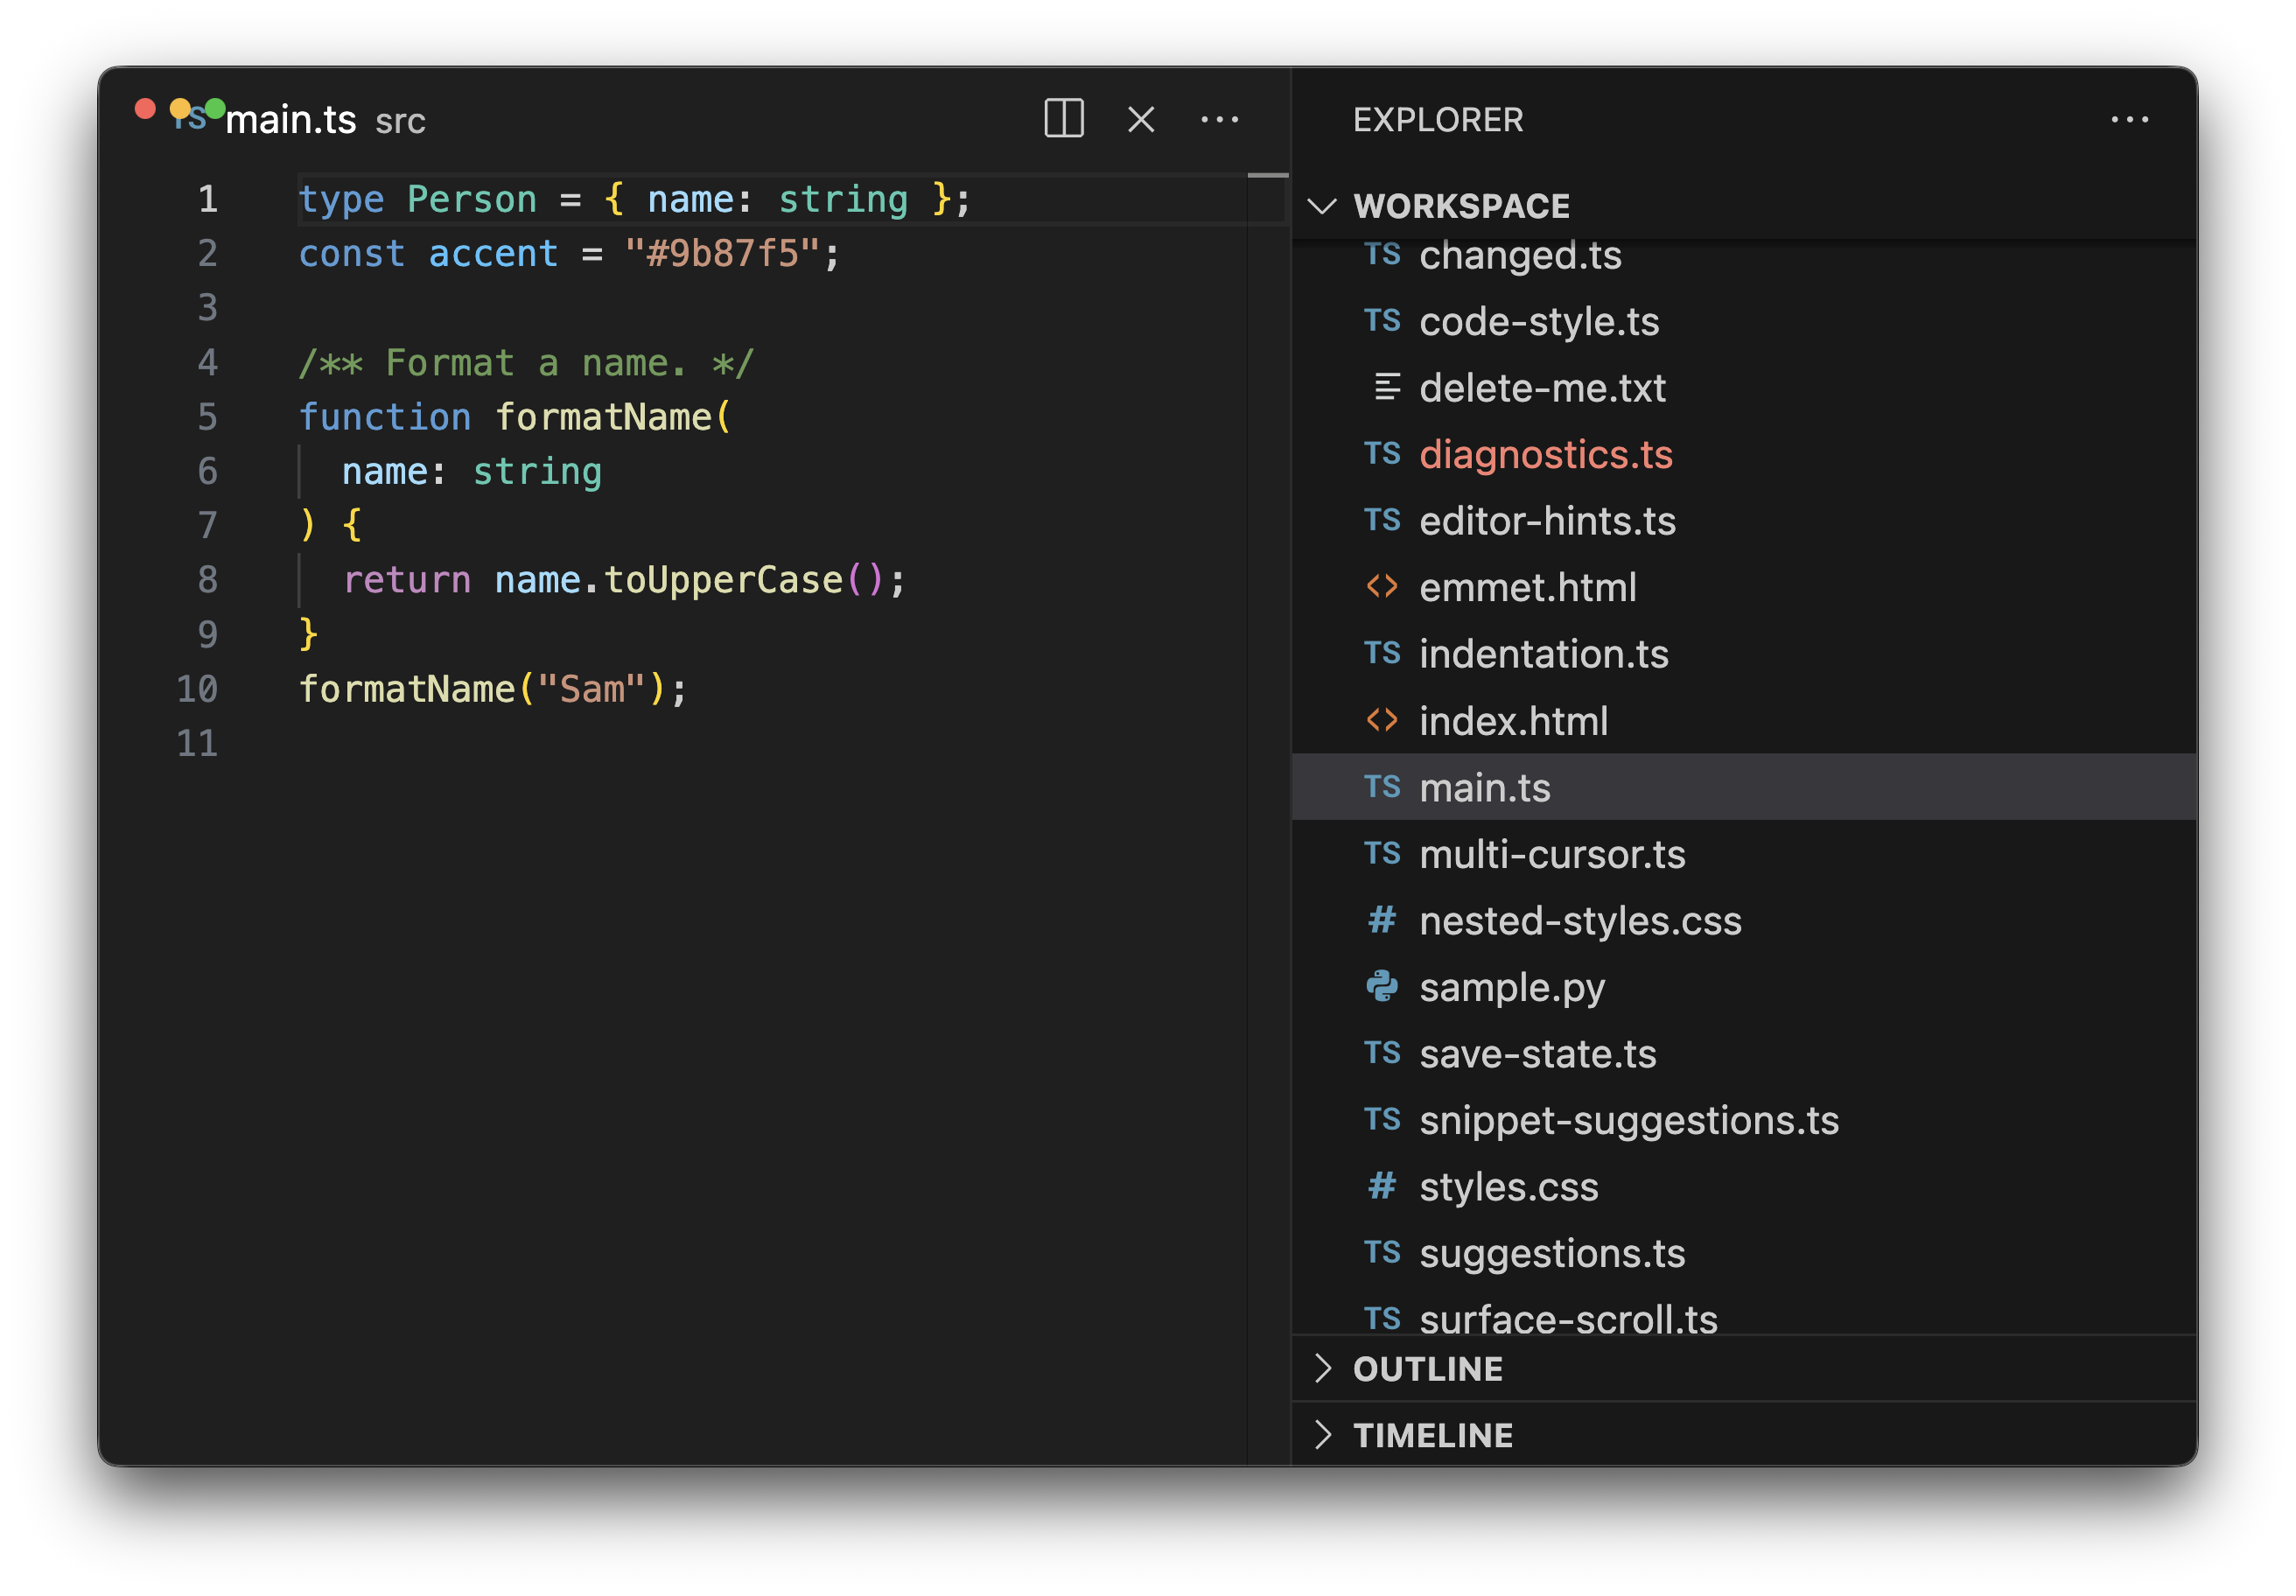 TS main.ts src
1 type Person = { name: string };
2 const accent = "#9b87f5";
3
4 /** Format a name. */
5 function formatName(
6   name: string
7 ) {
8   return name.toUpperCase();
9 }
10 formatName("Sam");
11
EXPLORER
WORKSPACE
TS changed.ts
TS code-style.ts
delete-me.txt
TS diagnostics.ts
TS editor-hints.ts
<> emmet.html
TS indentation.ts
<> index.html
TS main.ts
TS multi-cursor.ts
# nested-styles.css
sample.py
TS save-state.ts
TS snippet-suggestions.ts
# styles.css
TS suggestions.ts
TS surface-scroll.ts
OUTLINE
TIMELINE